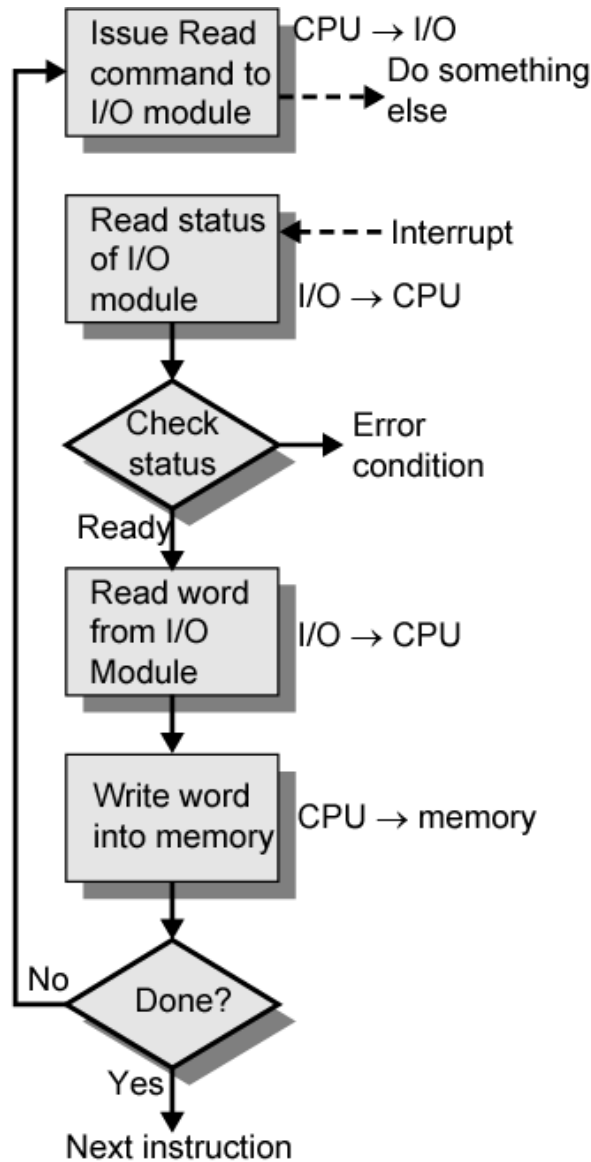 Issue Read
command to
I/O module
CPU → I/O
Do something
else
Read status
of I/O
module
Interrupt
I/O → CPU
Check
status
Error
condition
Ready
Read word
from I/O
Module
I/O → CPU
Write word
into memory
CPU → memory
No
Done?
Yes
Next instruction